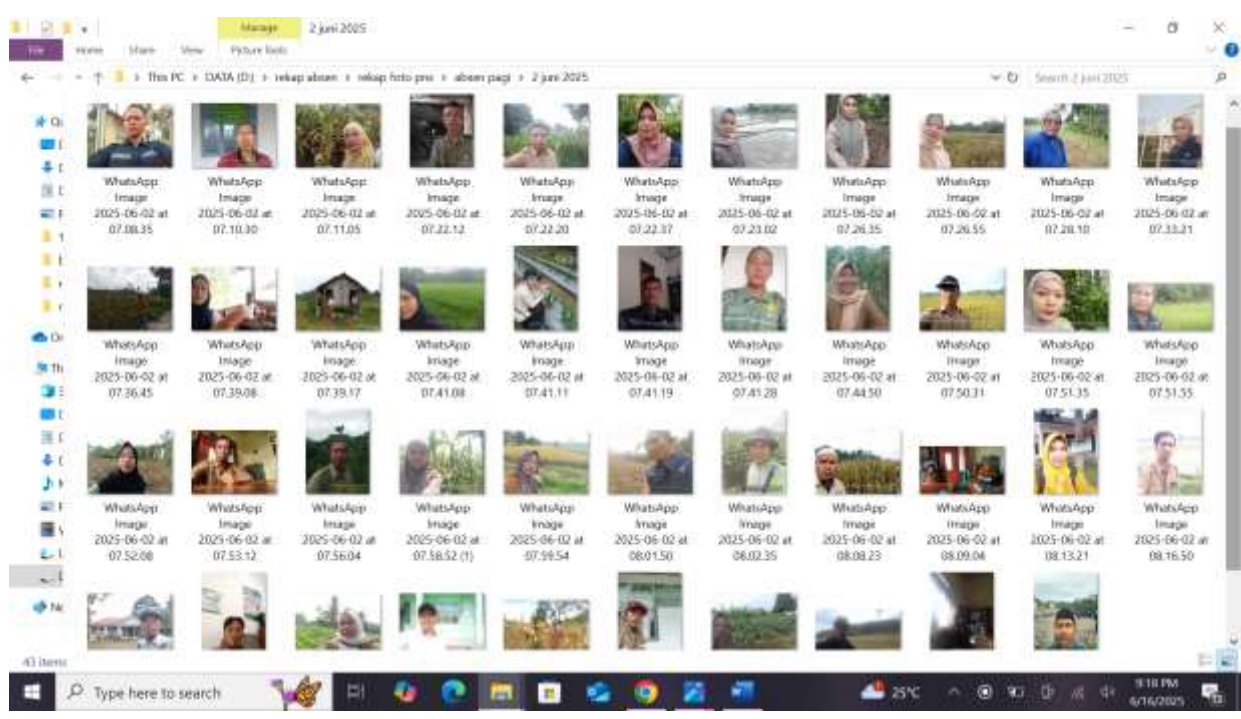 Manage 2 juni 2025
File Home Share View Picture Tools
This PC > DATA (D:) > rekap absen > rekap foto pns > absen pagi > 2 juni 2025 Search 2 juni 2025
WhatsApp WhatsApp WhatsApp WhatsApp WhatsApp WhatsApp WhatsApp WhatsApp WhatsApp WhatsApp WhatsApp
Image Image Image Image Image Image Image Image Image Image Image
2025-06-02 at 2025-06-02 at 2025-06-02 at 2025-06-02 at 2025-06-02 at 2025-06-02 at 2025-06-02 at 2025-06-02 at 2025-06-02 at 2025-06-02 at 2025-06-02 at
07.08.35 07.10.30 07.11.05 07.22.12 07.22.20 07.22.37 07.23.02 07.26.35 07.26.55 07.28.10 07.33.21
WhatsApp WhatsApp WhatsApp WhatsApp WhatsApp WhatsApp WhatsApp WhatsApp WhatsApp WhatsApp WhatsApp
Image Image Image Image Image Image Image Image Image Image Image
2025-06-02 at 2025-06-02 at 2025-06-02 at 2025-06-02 at 2025-06-02 at 2025-06-02 at 2025-06-02 at 2025-06-02 at 2025-06-02 at 2025-06-02 at 2025-06-02 at
07.36.45 07.39.08 07.39.17 07.41.08 07.41.11 07.41.19 07.41.28 07.44.50 07.50.31 07.51.35 07.51.55
WhatsApp WhatsApp WhatsApp WhatsApp WhatsApp WhatsApp WhatsApp WhatsApp WhatsApp WhatsApp WhatsApp
Image Image Image Image Image Image Image Image Image Image Image
2025-06-02 at 2025-06-02 at 2025-06-02 at 2025-06-02 at 2025-06-02 at 2025-06-02 at 2025-06-02 at 2025-06-02 at 2025-06-02 at 2025-06-02 at 2025-06-02 at
07.52.08 07.53.12 07.56.04 07.58.52 (1) 07.59.54 08.01.50 08.02.35 08.08.23 08.09.04 08.13.21 08.16.50
43 items
Type here to search 25°C 9:18 PM
6/16/2025